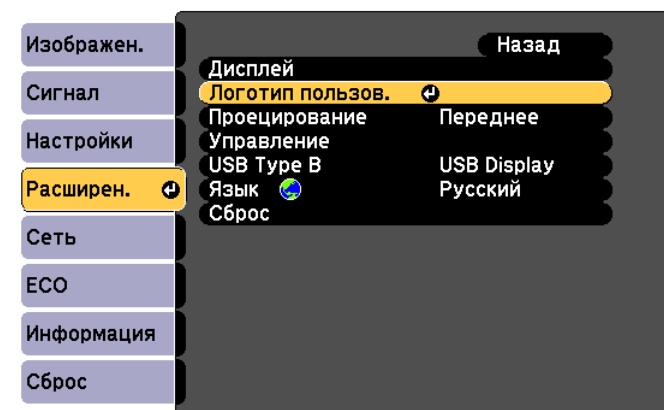 Изображен.
Сигнал
Настройки
Расширен.
Сеть
ECO
Информация
Сброс
Назад
Дисплей
Логотип пользов.
Проецирование Переднее
Управление
USB Type B USB Display
Язык Русский
Сброс